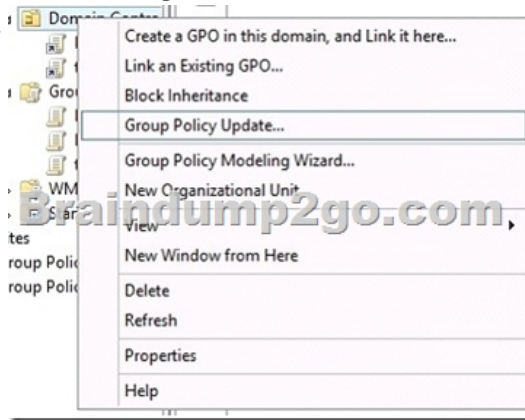 Domain Contro
Create a GPO in this domain, and Link it here...
Link an Existing GPO...
Block Inheritance
Grou
Group Policy Update...
Group Policy Modeling Wizard...
WM
New Organizational Unit
Braindump2go.com
Star
View
tes
New Window from Here
roup Polic
roup Polic
Delete
Refresh
Properties
Help